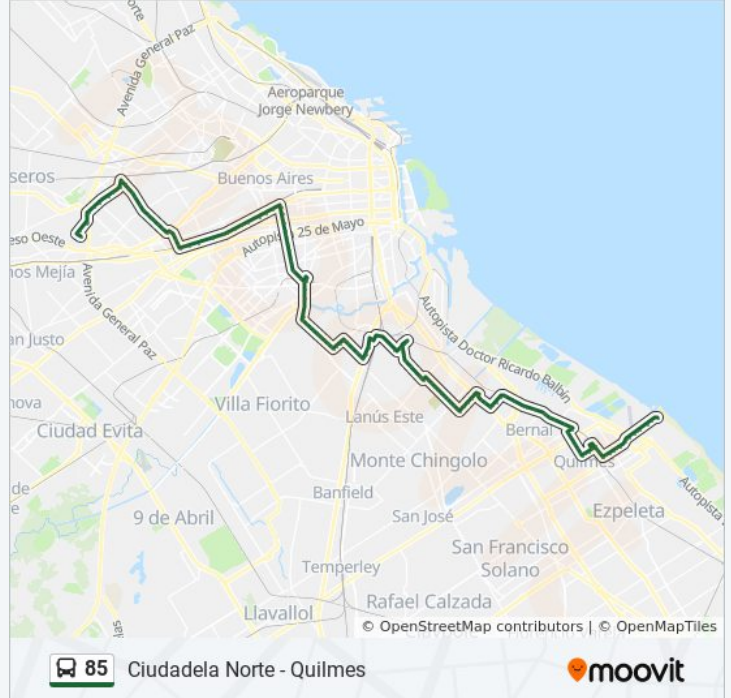 orte
Avenida General Paz
Aeroparque
Jorge Newbery
seros
Buenos Aires
eso Oeste
Autopista 25 de Mayo
nos Mejía
Avenida General Paz
an Justo
Autopista Doctor Ricardo Balbín
nova
Villa Fiorito
Lanús Este
Ciudad Evita
Bernal
Monte Chingolo
Quilmes
de
e
Banfield
Autopista
9 de Abril
San José
Ezpeleta
San Francisco
Solano
Temperley
Rafael Calzada
Llavallol
© OpenStreetMap contributors | © OpenMapTiles
85 Ciudadela Norte - Quilmes
moovit